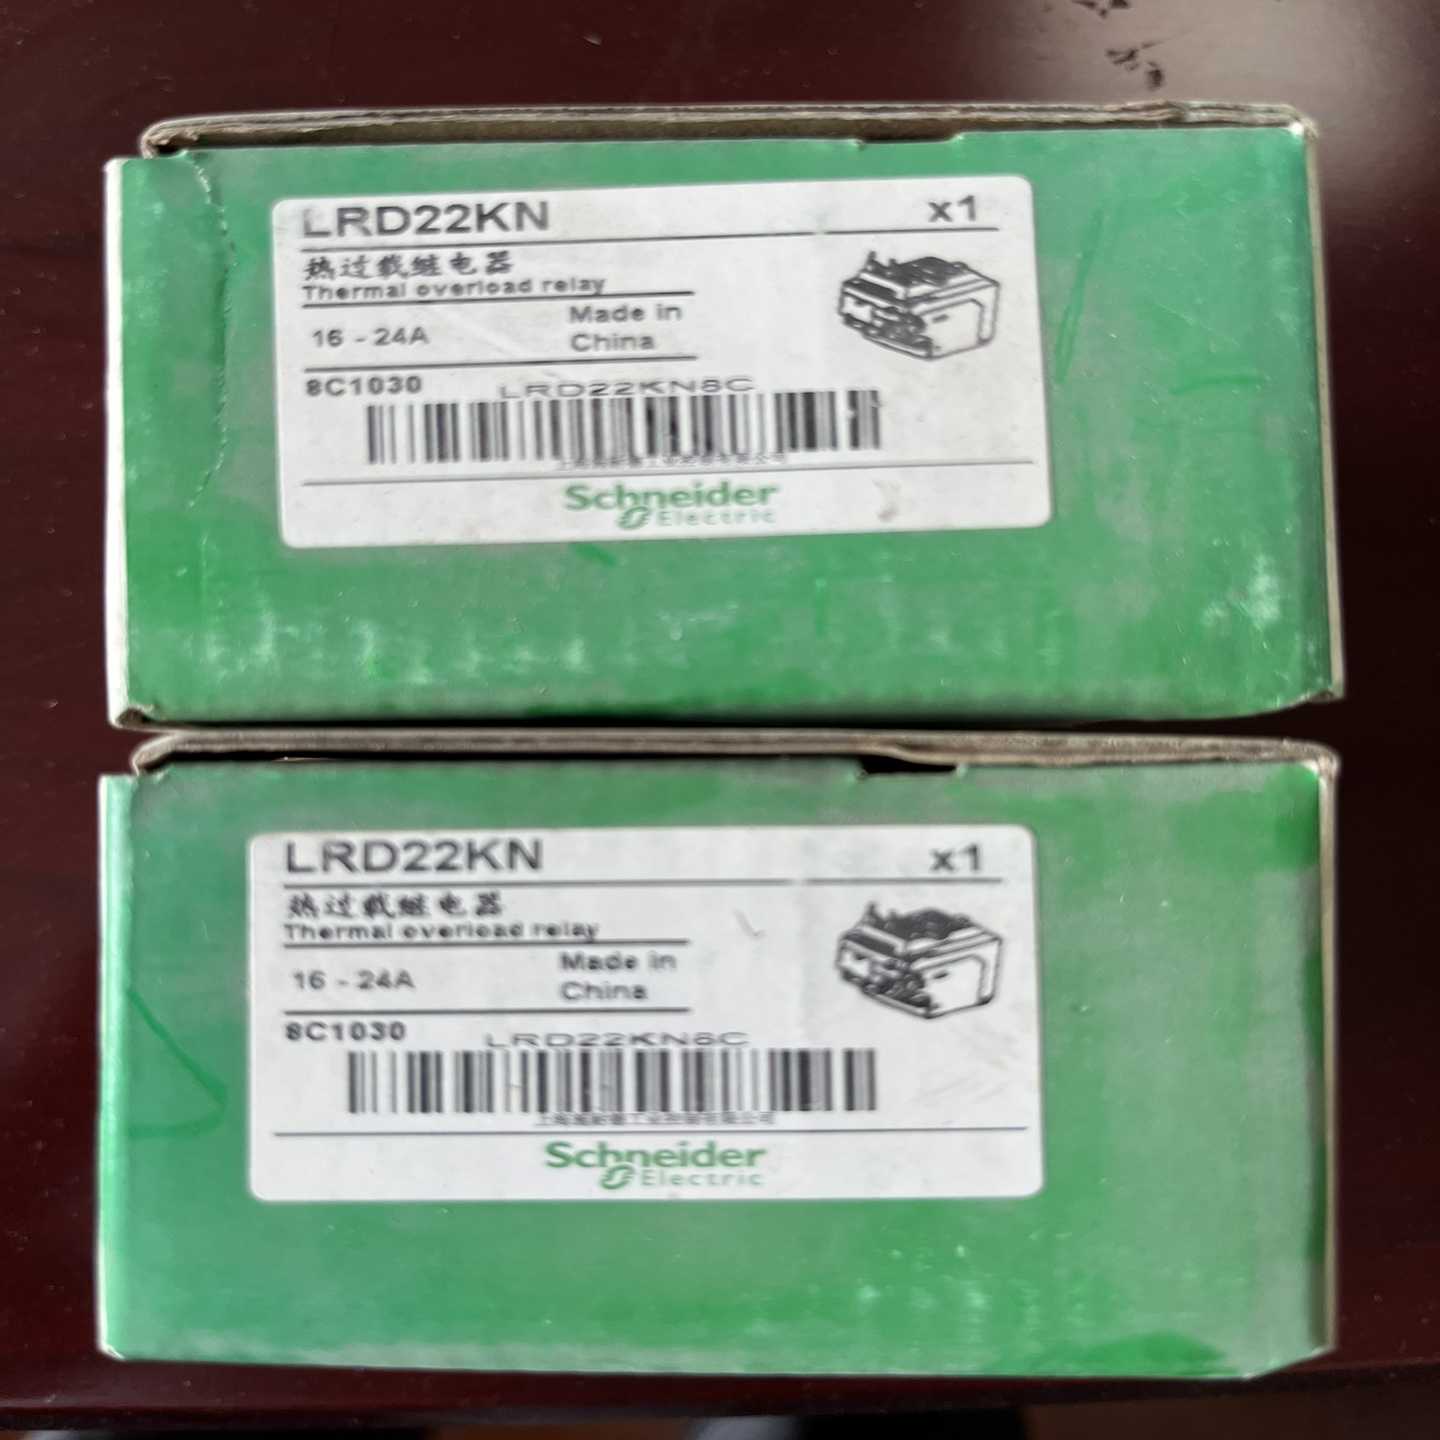 LRD22KN x1
热过载继电器
Thermal overload relay
16 - 24A Made in
China
8C1030 LRD22KN8C
Schneider
Electric
LRD22KN x1
热过载继电器
Thermal overload relay
16 - 24A Made in
China
8C1030 LRD22KN8C
Schneider
Electric